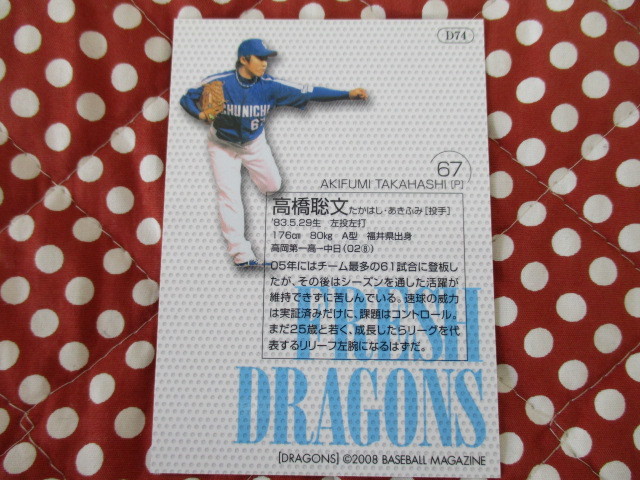 D74
CHUNICHI
67
67
AKIFUMI TAKAHASHI [P]
高橋聡文 たかはし・あきふみ [投手]
'83.5.29生 左投左打
176㎝ 80㎏ A型 福井県出身
高岡第一高ー中日(02⑧)
05年にはチーム最多の61試合に登板し
たが、その後はシーズンを通した活躍が
維持できずに苦しんでいる。速球の威力
は実証済みだけに、課題はコントロール。
まだ25歳と若く、成長したらリーグを代
表するリリーフ左腕になるはずだ。
DRAGONS
[DRAGONS] ©2008 BASEBALL MAGAZINE